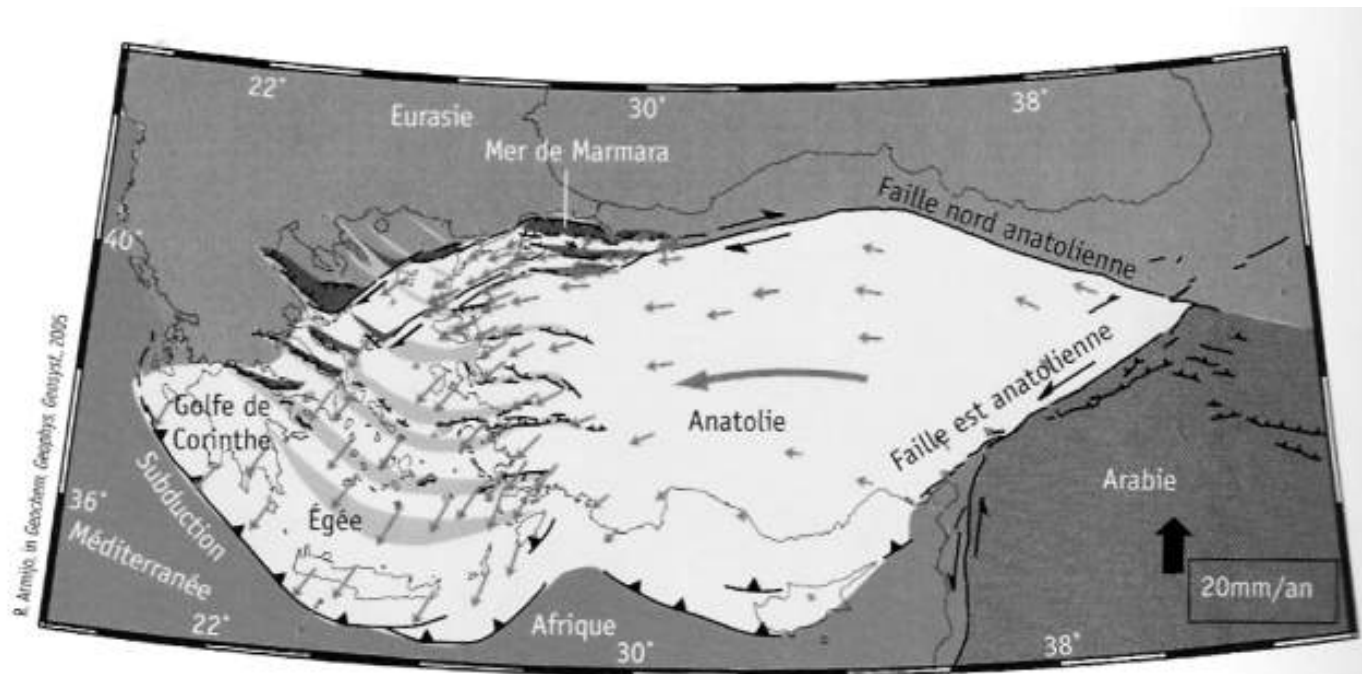 22°
30°
38°
Eurasie
Mer de Marmara
Faille nord anatolienne
40°
R. Armijo, in Geochem. Geophys. Geosyst., 2005
Faille est anatolienne
Golfe de
Corinthe
Anatolie
Arabie
Subduction
Méditerranée
36°
Égée
20mm/an
22°
Afrique
30°
38°